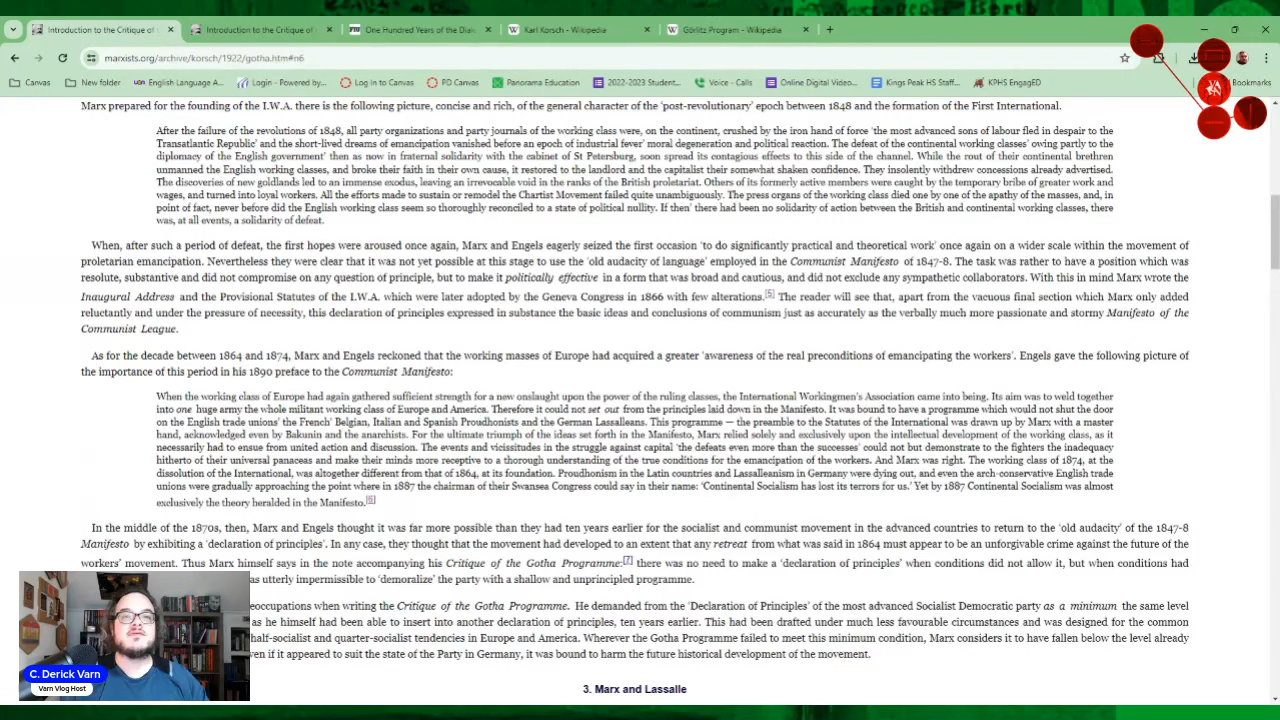 Introduction to the Critique of
Introduction to the Critique of
One Hundred Years of the Dial
Karl Korsch - Wikipedia
Görlitz Program - Wikipedia
marxists.org/archive/korsch/1922/gotha.htm#n6
Canvas
New folder
English Language A...
Login - Powered by...
Log in to Canvas
PD Canvas
Panorama Education
2022-2023 Student...
Voice - Calls
Online Digital Video...
Kings Peak HS Staff...
KPHS EngagED
Bookmarks
Marx prepared for the founding of the I.W.A. there is the following picture, concise and rich, of the general character of the 'post-revolutionary' epoch between 1848 and the formation of the First International.
After the failure of the revolutions of 1848, all party organizations and party journals of the working class were, on the continent, crushed by the iron hand of force 'the most advanced sons of labour fled in despair to the
Transatlantic Republic' and the short-lived dreams of emancipation vanished before an epoch of industrial fever' moral degeneration and political reaction. The defeat of the continental working classes' owing partly to the
diplomacy of the English government' then as now in fraternal solidarity with the cabinet of St Petersburg, soon spread its contagious effects to this side of the channel. While the rout of their continental brethren
unmanned the English working classes, and broke their faith in their own cause, it restored to the landlord and the capitalist their somewhat shaken confidence. They insolently withdrew concessions already advertised.
The discoveries of new goldlands led to an immense exodus, leaving an irrevocable void in the ranks of the British proletariat. Others of its formerly active members were caught by the temporary bribe of greater work and
wages, and turned into loyal workers. All the efforts made to sustain or remodel the Chartist Movement failed quite unambiguously. The press organs of the working class died one by one of the apathy of the masses, and, in
point of fact, never before did the English working class seem so thoroughly reconciled to a state of political nullity. If then' there had been no solidarity of action between the British and continental working classes, there
was, at all events, a solidarity of defeat.
When, after such a period of defeat, the first hopes were aroused once again, Marx and Engels eagerly seized the first occasion 'to do significantly practical and theoretical work' once again on a wider scale within the movement of
proletarian emancipation. Nevertheless they were clear that it was not yet possible at this stage to use the 'old audacity of language' employed in the Communist Manifesto of 1847-8. The task was rather to have a position which was
resolute, substantive and did not compromise on any question of principle, but to make it politically effective in a form that was broad and cautious, and did not exclude any sympathetic collaborators. With this in mind Marx wrote the
Inaugural Address and the Provisional Statutes of the I.W.A. which were later adopted by the Geneva Congress in 1866 with few alterations.[5] The reader will see that, apart from the vacuous final section which Marx only added
reluctantly and under the pressure of necessity, this declaration of principles expressed in substance the basic ideas and conclusions of communism just as accurately as the verbally much more passionate and stormy Manifesto of the
Communist League.
As for the decade between 1864 and 1874, Marx and Engels reckoned that the working masses of Europe had acquired a greater 'awareness of the real preconditions of emancipating the workers'. Engels gave the following picture of
the importance of this period in his 1890 preface to the Communist Manifesto:
When the working class of Europe had again gathered sufficient strength for a new onslaught upon the power of the ruling classes, the International Workingmen's Association came into being. Its aim was to weld together
into one huge army the whole militant working class of Europe and America. Therefore it could not set out from the principles laid down in the Manifesto. It was bound to have a programme which would not shut the door
on the English trade unions' the French' Belgian, Italian and Spanish Proudhonists and the German Lassalleans. This programme — the preamble to the Statutes of the International was drawn up by Marx with a master
hand, acknowledged even by Bakunin and the anarchists. For the ultimate triumph of the ideas set forth in the Manifesto, Marx relied solely and exclusively upon the intellectual development of the working class, as it
necessarily had to ensue from united action and discussion. The events and vicissitudes in the struggle against capital 'the defeats even more than the successes' could not but demonstrate to the fighters the inadequacy
hitherto of their universal panaceas and make their minds more receptive to a thorough understanding of the true conditions for the emancipation of the workers. And Marx was right. The working class of 1874, at the
dissolution of the International, was altogether different from that of 1864, at its foundation. Proudhonism in the Latin countries and Lassalleanism in Germany were dying out, and even the arch-conservative English trade
unions were gradually approaching the point where in 1887 the chairman of their Swansea Congress could say in their name: 'Continental Socialism has lost its terrors for us.' Yet by 1887 Continental Socialism was almost
exclusively the theory heralded in the Manifesto.[6]
In the middle of the 1870s, then, Marx and Engels thought it was far more possible than they had ten years earlier for the socialist and communist movement in the advanced countries to return to the 'old audacity' of the 1847-8
Manifesto by exhibiting a 'declaration of principles'. In any case, they thought that the movement had developed to an extent that any retreat from what was said in 1864 must appear to be an unforgivable crime against the future of the
workers' movement. Thus Marx himself says in the note accompanying his Critique of the Gotha Programme:[7] there was no need to make a 'declaration of principles' when conditions did not allow it, but when conditions had
as utterly impermissible to 'demoralize' the party with a shallow and unprincipled programme.
eoccupations when writing the Critique of the Gotha Programme. He demanded from the 'Declaration of Principles' of the most advanced Socialist Democratic party as a minimum the same level
as he himself had been able to insert into another declaration of principles, ten years earlier. This had been drafted under much less favourable circumstances and was designed for the common
half-socialist and quarter-socialist tendencies in Europe and America. Wherever the Gotha Programme failed to meet this minimum condition, Marx considers it to have fallen below the level already
en if it appeared to suit the state of the Party in Germany, it was bound to harm the future historical development of the movement.
3. Marx and Lassalle
C. Derick Varn
Varn Vlog Host